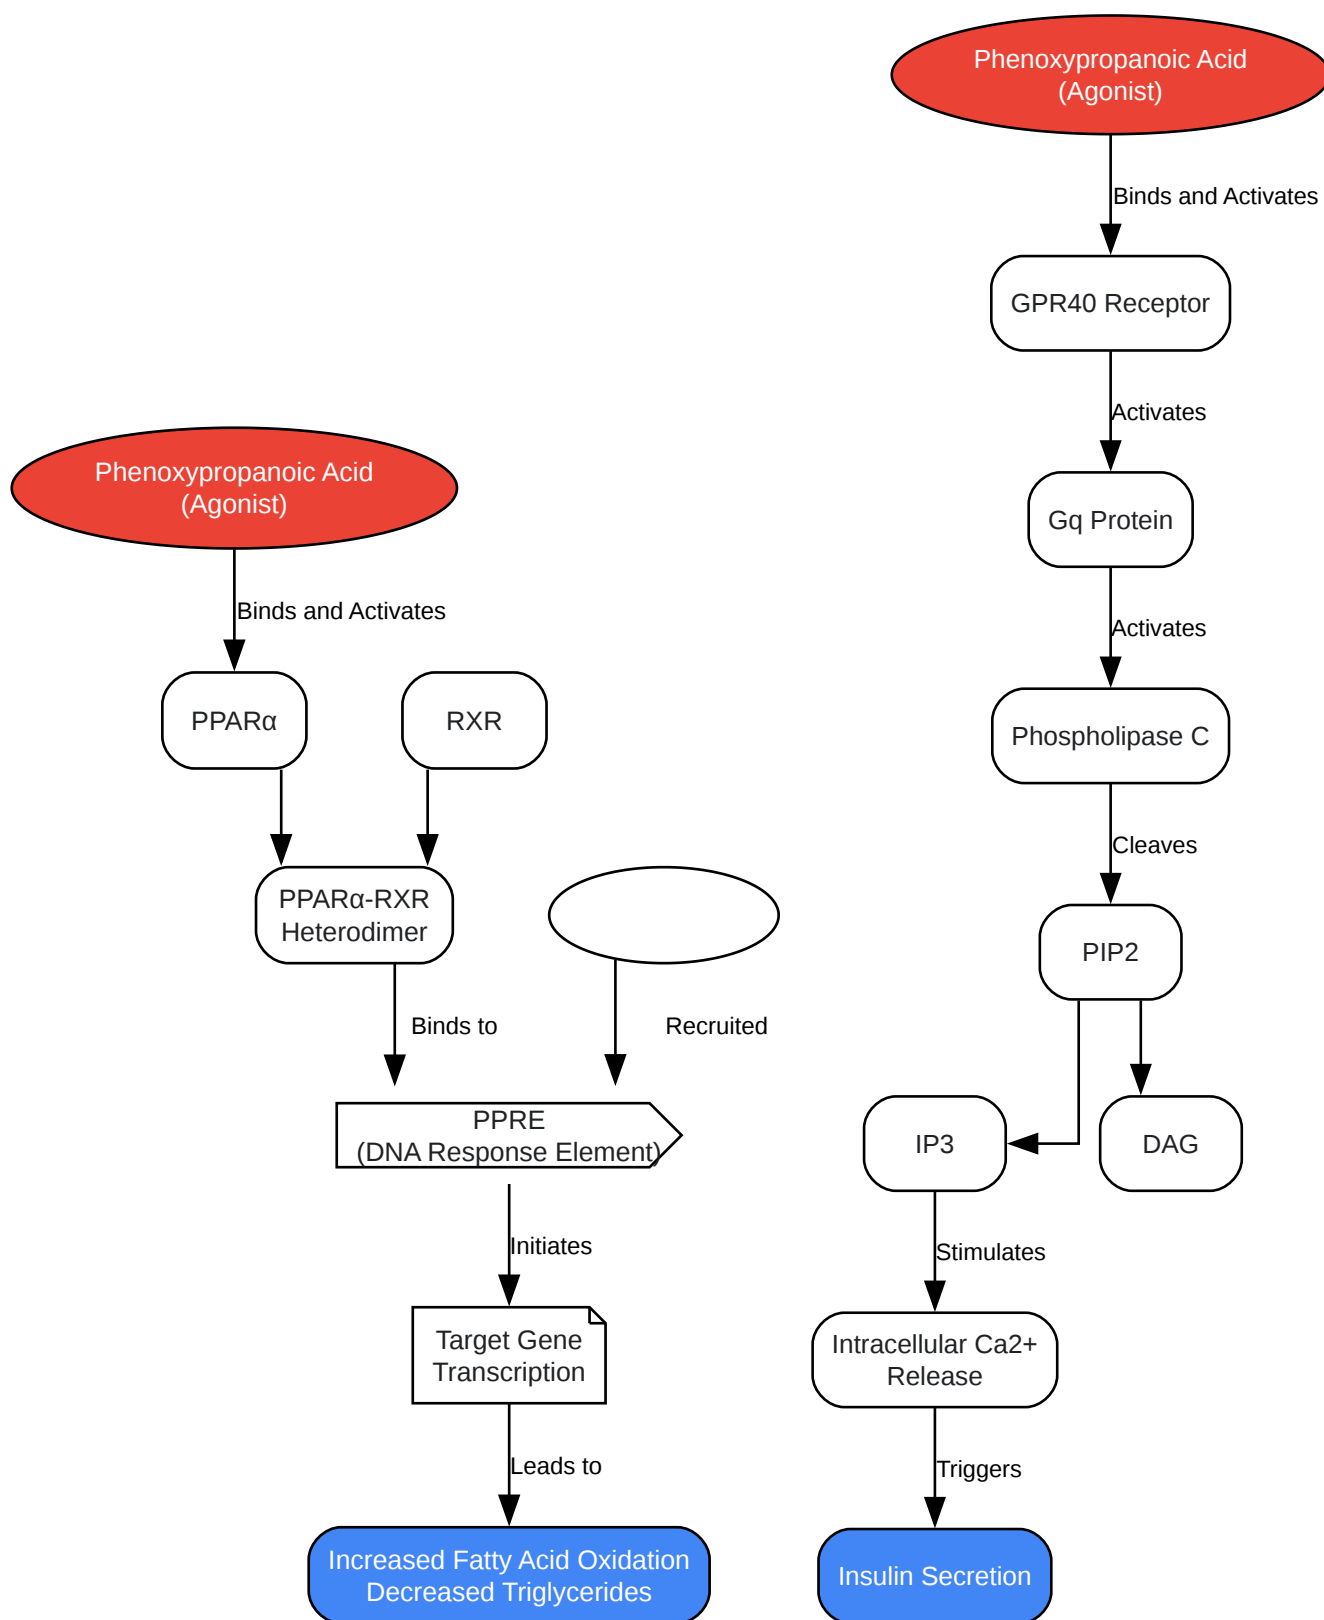 Phenoxypropanoic Acid
(Agonist)
Binds and Activates
PPARα
RXR
PPARα-RXR
Heterodimer
Binds to
Recruited
PPRE
(DNA Response Element)
Initiates
Target Gene
Transcription
Leads to
Increased Fatty Acid Oxidation
Decreased Triglycerides
Phenoxypropanoic Acid
(Agonist)
Binds and Activates
GPR40 Receptor
Activates
Gq Protein
Activates
Phospholipase C
Cleaves
PIP2
IP3
DAG
Stimulates
Intracellular Ca2+
Release
Triggers
Insulin Secretion